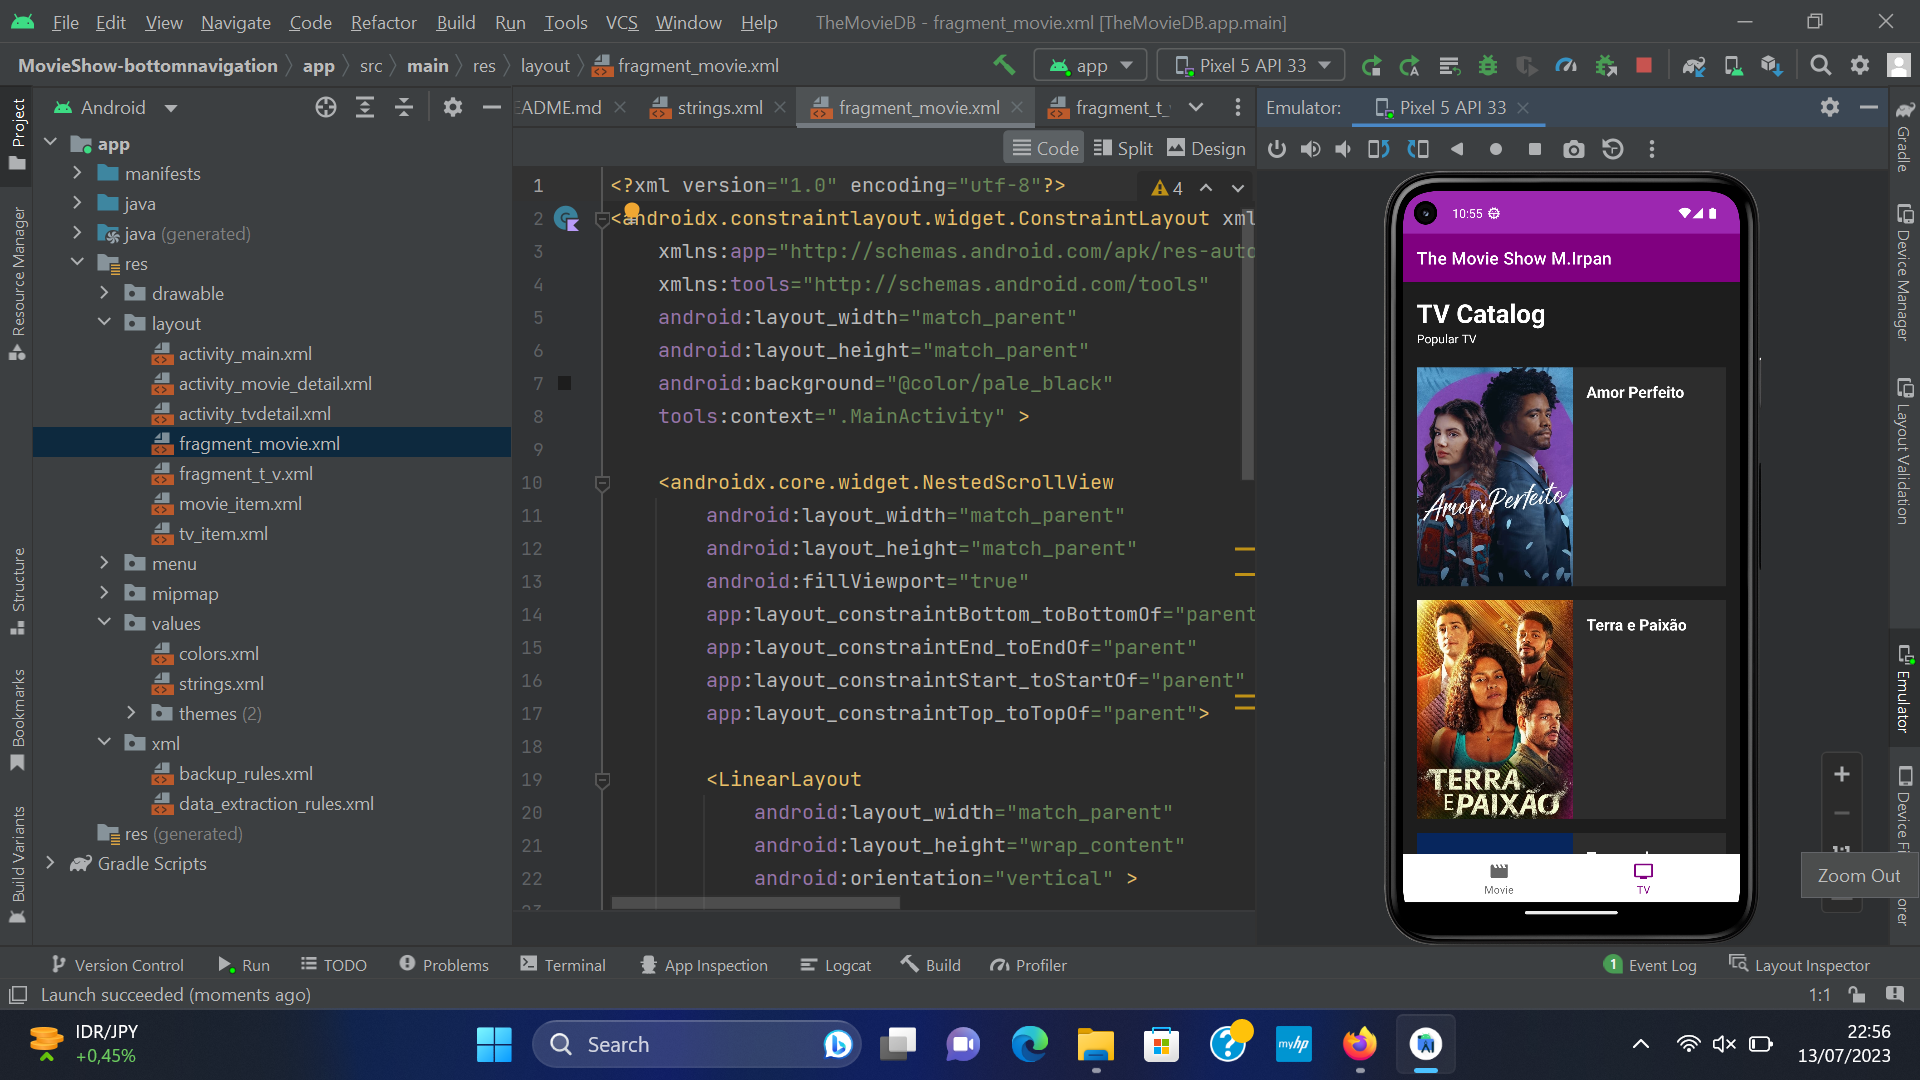 File Edit View Navigate Code Refactor Build Run Tools VCS Window Help TheMovieDB - fragment_movie.xml [TheMovieDB.app.main]
MovieShow-bottomnavigation app src main res layout fragment_movie.xml app Pixel 5 API 33
Project
Resource Manager
Structure
Bookmarks
Build Variants
Android
app
manifests
java
java (generated)
res
drawable
layout
activity_main.xml
activity_movie_detail.xml
activity_tvdetail.xml
fragment_movie.xml
fragment_t_v.xml
movie_item.xml
tv_item.xml
menu
mipmap
values
colors.xml
strings.xml
themes (2)
xml
backup_rules.xml
data_extraction_rules.xml
res (generated)
Gradle Scripts
EADME.md strings.xml fragment_movie.xml fragment_t_
Code Split Design
4
1 <?xml version="1.0" encoding="utf-8"?>
2 <androidx.constraintlayout.widget.ConstraintLayout xml
3 xmlns:app="http://schemas.android.com/apk/res-auto
4 xmlns:tools="http://schemas.android.com/tools"
5 android:layout_width="match_parent"
6 android:layout_height="match_parent"
7 android:background="@color/pale_black"
8 tools:context=".MainActivity" >
9
10 <androidx.core.widget.NestedScrollView
11 android:layout_width="match_parent"
12 android:layout_height="match_parent"
13 android:fillViewport="true"
14 app:layout_constraintBottom_toBottomOf="parent
15 app:layout_constraintEnd_toEndOf="parent"
16 app:layout_constraintStart_toStartOf="parent"
17 app:layout_constraintTop_toTopOf="parent">
18
19 <LinearLayout
20 android:layout_width="match_parent"
21 android:layout_height="wrap_content"
22 android:orientation="vertical" >
Emulator: Pixel 5 API 33
10:55
The Movie Show M.Irpan
TV Catalog
Popular TV
Amor Perfeito
Amor Perfeito
Terra e Paixão
TERRA
E PAIXÃO
Movie
TV
Zoom Out
Gradle
Device Manager
Layout Validation
Emulator
Device Fi
orer
Version Control Run TODO Problems Terminal App Inspection Logcat Build Profiler 1 Event Log Layout Inspector
Launch succeeded (moments ago) 1:1
IDR/JPY
+0,45%
Search
myhp
22:56
13/07/2023